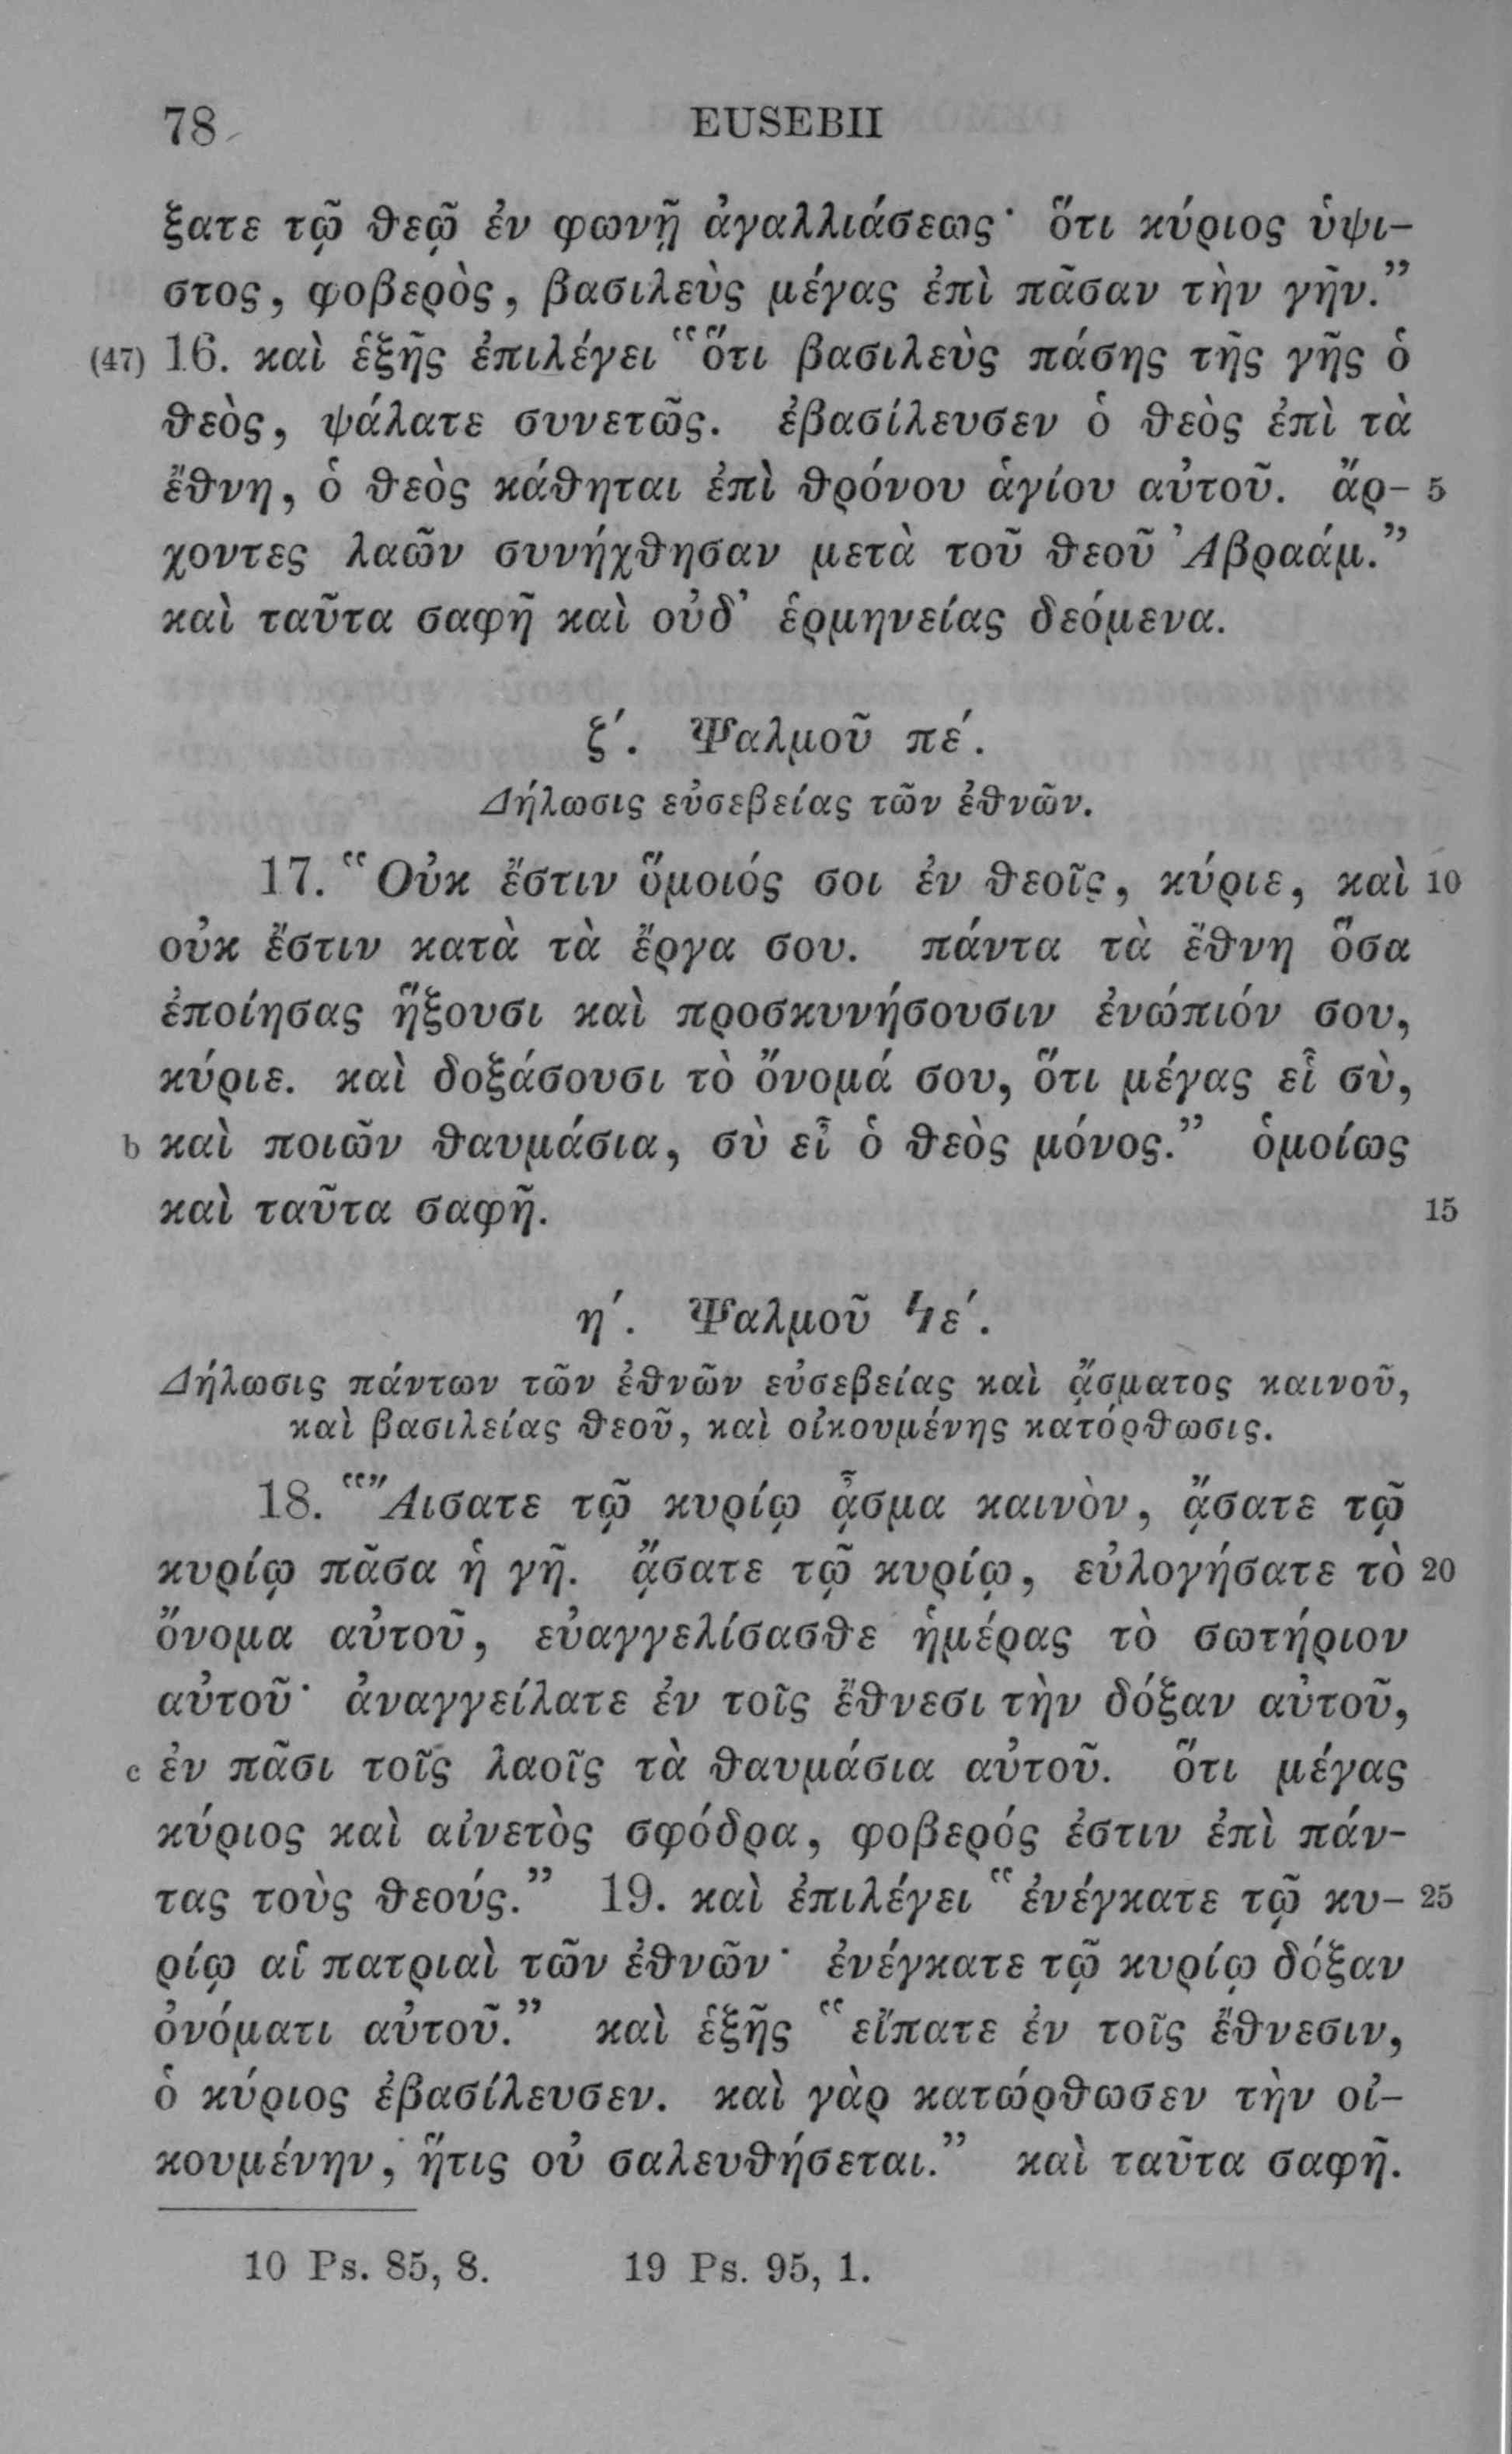 78 EUSEBII
ξατε τῷ θεῷ ἐν φωνῇ ἀγαλλιάσεως· ὅτι κύριος ὑψι-
στος, φοβερὸς, βασιλεὺς μέγας ἐπὶ πᾶσαν τὴν γῆν.”
(47) 16. καὶ ἑξῆς ἐπιλέγει “ὅτι βασιλεὺς πάσης τῆς γῆς ὁ
θεὸς, ψάλατε συνετῶς. ἐβασίλευσεν ὁ θεὸς ἐπὶ τὰ
ἔθνη, ὁ θεὸς κάθηται ἐπὶ θρόνου ἁγίου αὐτοῦ. ἄρ- 5
χοντες λαῶν συνήχθησαν μετὰ τοῦ θεοῦ Ἀβραάμ.”
καὶ ταῦτα σαφῆ καὶ οὐδ’ ἑρμηνείας δεόμενα.
ζ′. Ψαλμοῦ πε′.
Δήλωσις εὐσεβείας τῶν ἐθνῶν.
17. “Οὐκ ἔστιν ὅμοιός σοι ἐν θεοῖς, κύριε, καὶ 10
οὐκ ἔστιν κατὰ τὰ ἔργα σου. πάντα τὰ ἔθνη ὅσα
ἐποίησας ἥξουσι καὶ προσκυνήσουσιν ἐνώπιόν σου,
κύριε. καὶ δοξάσουσι τὸ ὄνομά σου, ὅτι μέγας εἶ σὺ,
b καὶ ποιῶν θαυμάσια, σὺ εἶ ὁ θεὸς μόνος.” ὁμοίως
καὶ ταῦτα σαφῆ. 15
η′. Ψαλμοῦ ϟε′.
Δήλωσις πάντων τῶν ἐθνῶν εὐσεβείας καὶ ᾄσματος καινοῦ,
καὶ βασιλείας θεοῦ, καὶ οἰκουμένης κατόρθωσις.
18. “Ἄισατε τῷ κυρίῳ ᾆσμα καινὸν, ᾄσατε τῷ
κυρίῳ πᾶσα ἡ γῆ. ᾄσατε τῷ κυρίῳ, εὐλογήσατε τὸ 20
ὄνομα αὐτοῦ, εὐαγγελίσασθε ἡμέρας τὸ σωτήριον
αὐτοῦ· ἀναγγείλατε ἐν τοῖς ἔθνεσι τὴν δόξαν αὐτοῦ,
c ἐν πᾶσι τοῖς λαοῖς τὰ θαυμάσια αὐτοῦ. ὅτι μέγας
κύριος καὶ αἰνετὸς σφόδρα, φοβερός ἐστιν ἐπὶ πάν-
τας τοὺς θεούς.” 19. καὶ ἐπιλέγει “ἐνέγκατε τῷ κυ- 25
ρίῳ αἱ πατριαὶ τῶν ἐθνῶν· ἐνέγκατε τῷ κυρίῳ δόξαν
ὀνόματι αὐτοῦ.” καὶ ἑξῆς “εἴπατε ἐν τοῖς ἔθνεσιν,
ὁ κύριος ἐβασίλευσεν. καὶ γὰρ κατώρθωσεν τὴν οἰ-
κουμένην, ἥτις οὐ σαλευθήσεται.” καὶ ταῦτα σαφῆ.
10 Ps. 85, 8. 19 Ps. 95, 1.